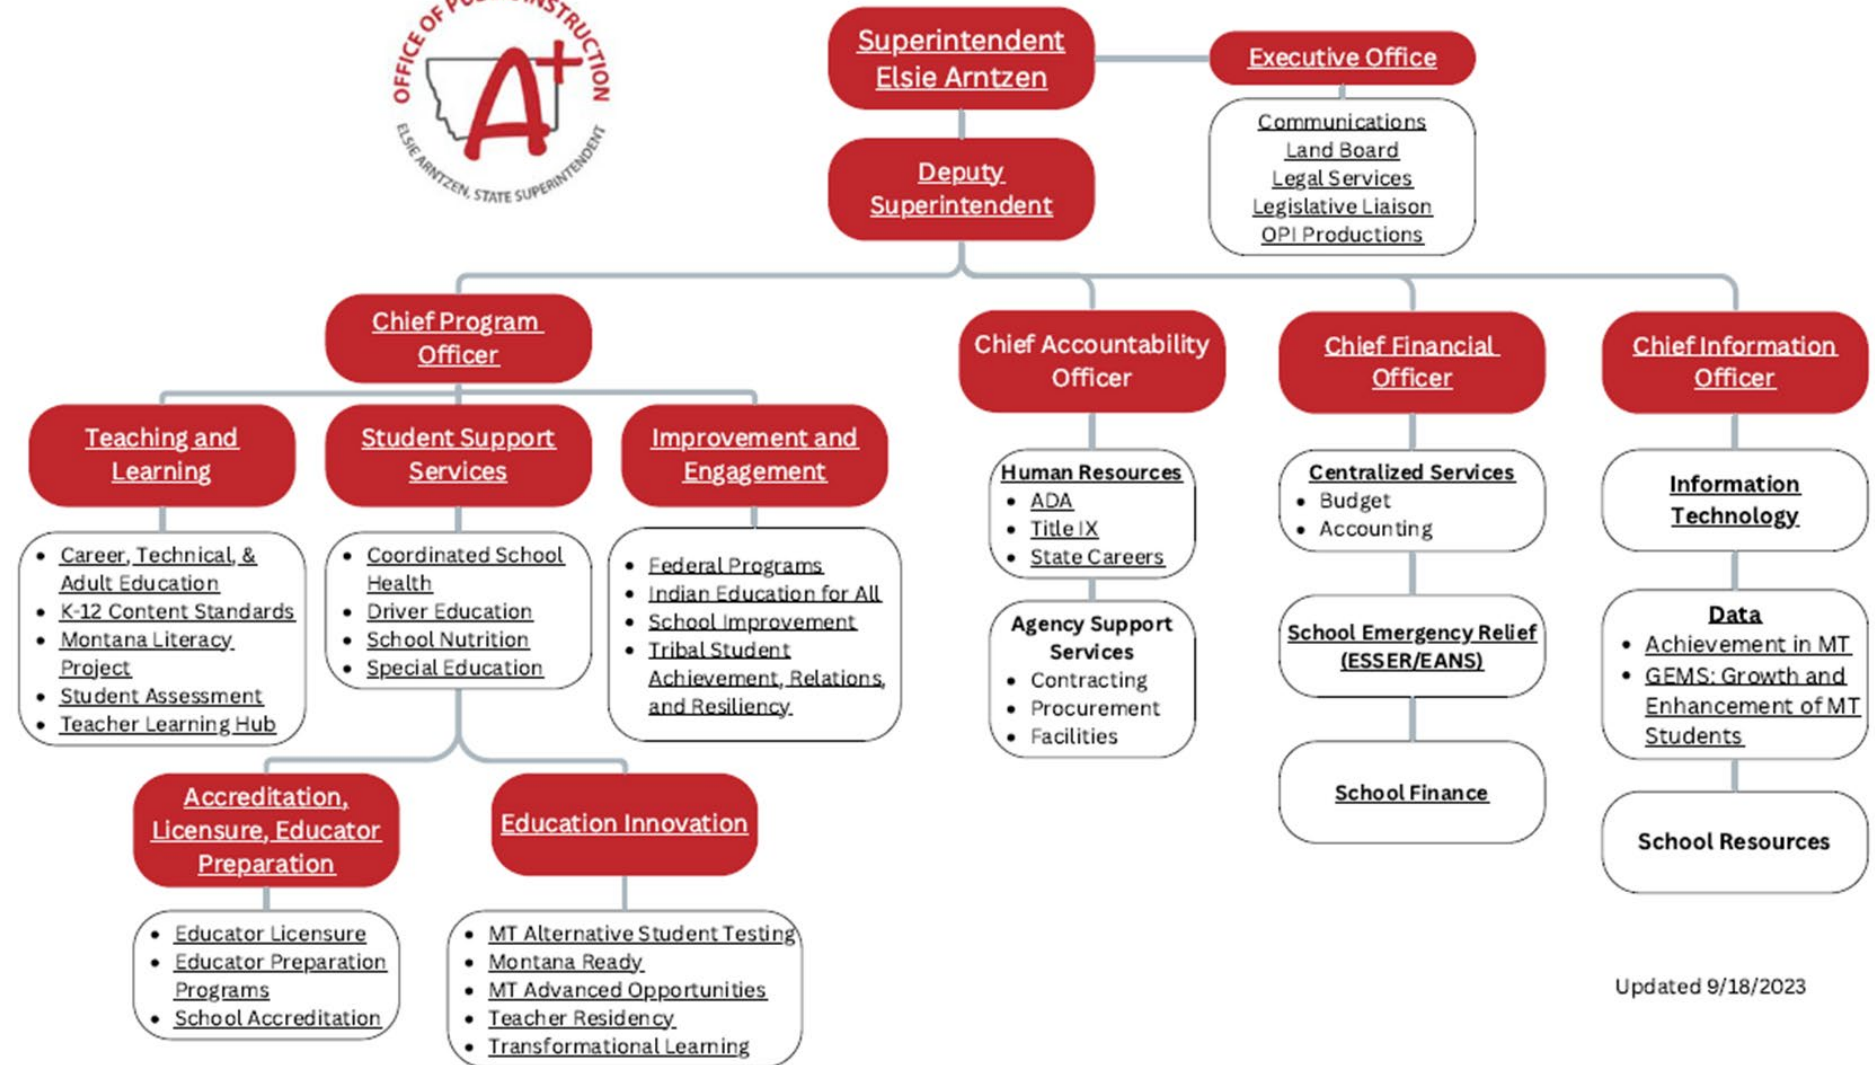 OFFICE OF PUBLIC INSTRUCTION
ELSIE ARNTZEN, STATE SUPERINTENDENT
A+
Superintendent
Elsie Arntzen
Executive Office
Communications
Land Board
Legal Services
Legislative Liaison
OPI Productions
Deputy
Superintendent
Chief Program
Officer
Teaching and
Learning
• Career, Technical, &
Adult Education
• K-12 Content Standards
• Montana Literacy
Project
• Student Assessment
• Teacher Learning Hub
Student Support
Services
• Coordinated School
Health
• Driver Education
• School Nutrition
• Special Education
Improvement and
Engagement
• Federal Programs
• Indian Education for All
• School Improvement
• Tribal Student
Achievement, Relations,
and Resiliency
Accreditation,
Licensure, Educator
Preparation
• Educator Licensure
• Educator Preparation
Programs
• School Accreditation
Education Innovation
• MT Alternative Student Testing
• Montana Ready
• MT Advanced Opportunities
• Teacher Residency
• Transformational Learning
Chief Accountability
Officer
Human Resources
• ADA
• Title IX
• State Careers
Agency Support
Services
• Contracting
• Procurement
• Facilities
Chief Financial
Officer
Centralized Services
• Budget
• Accounting
School Emergency Relief
(ESSER/EANS)
School Finance
Chief Information
Officer
Information
Technology
Data
• Achievement in MT
• GEMS: Growth and
Enhancement of MT
Students
School Resources
Updated 9/18/2023